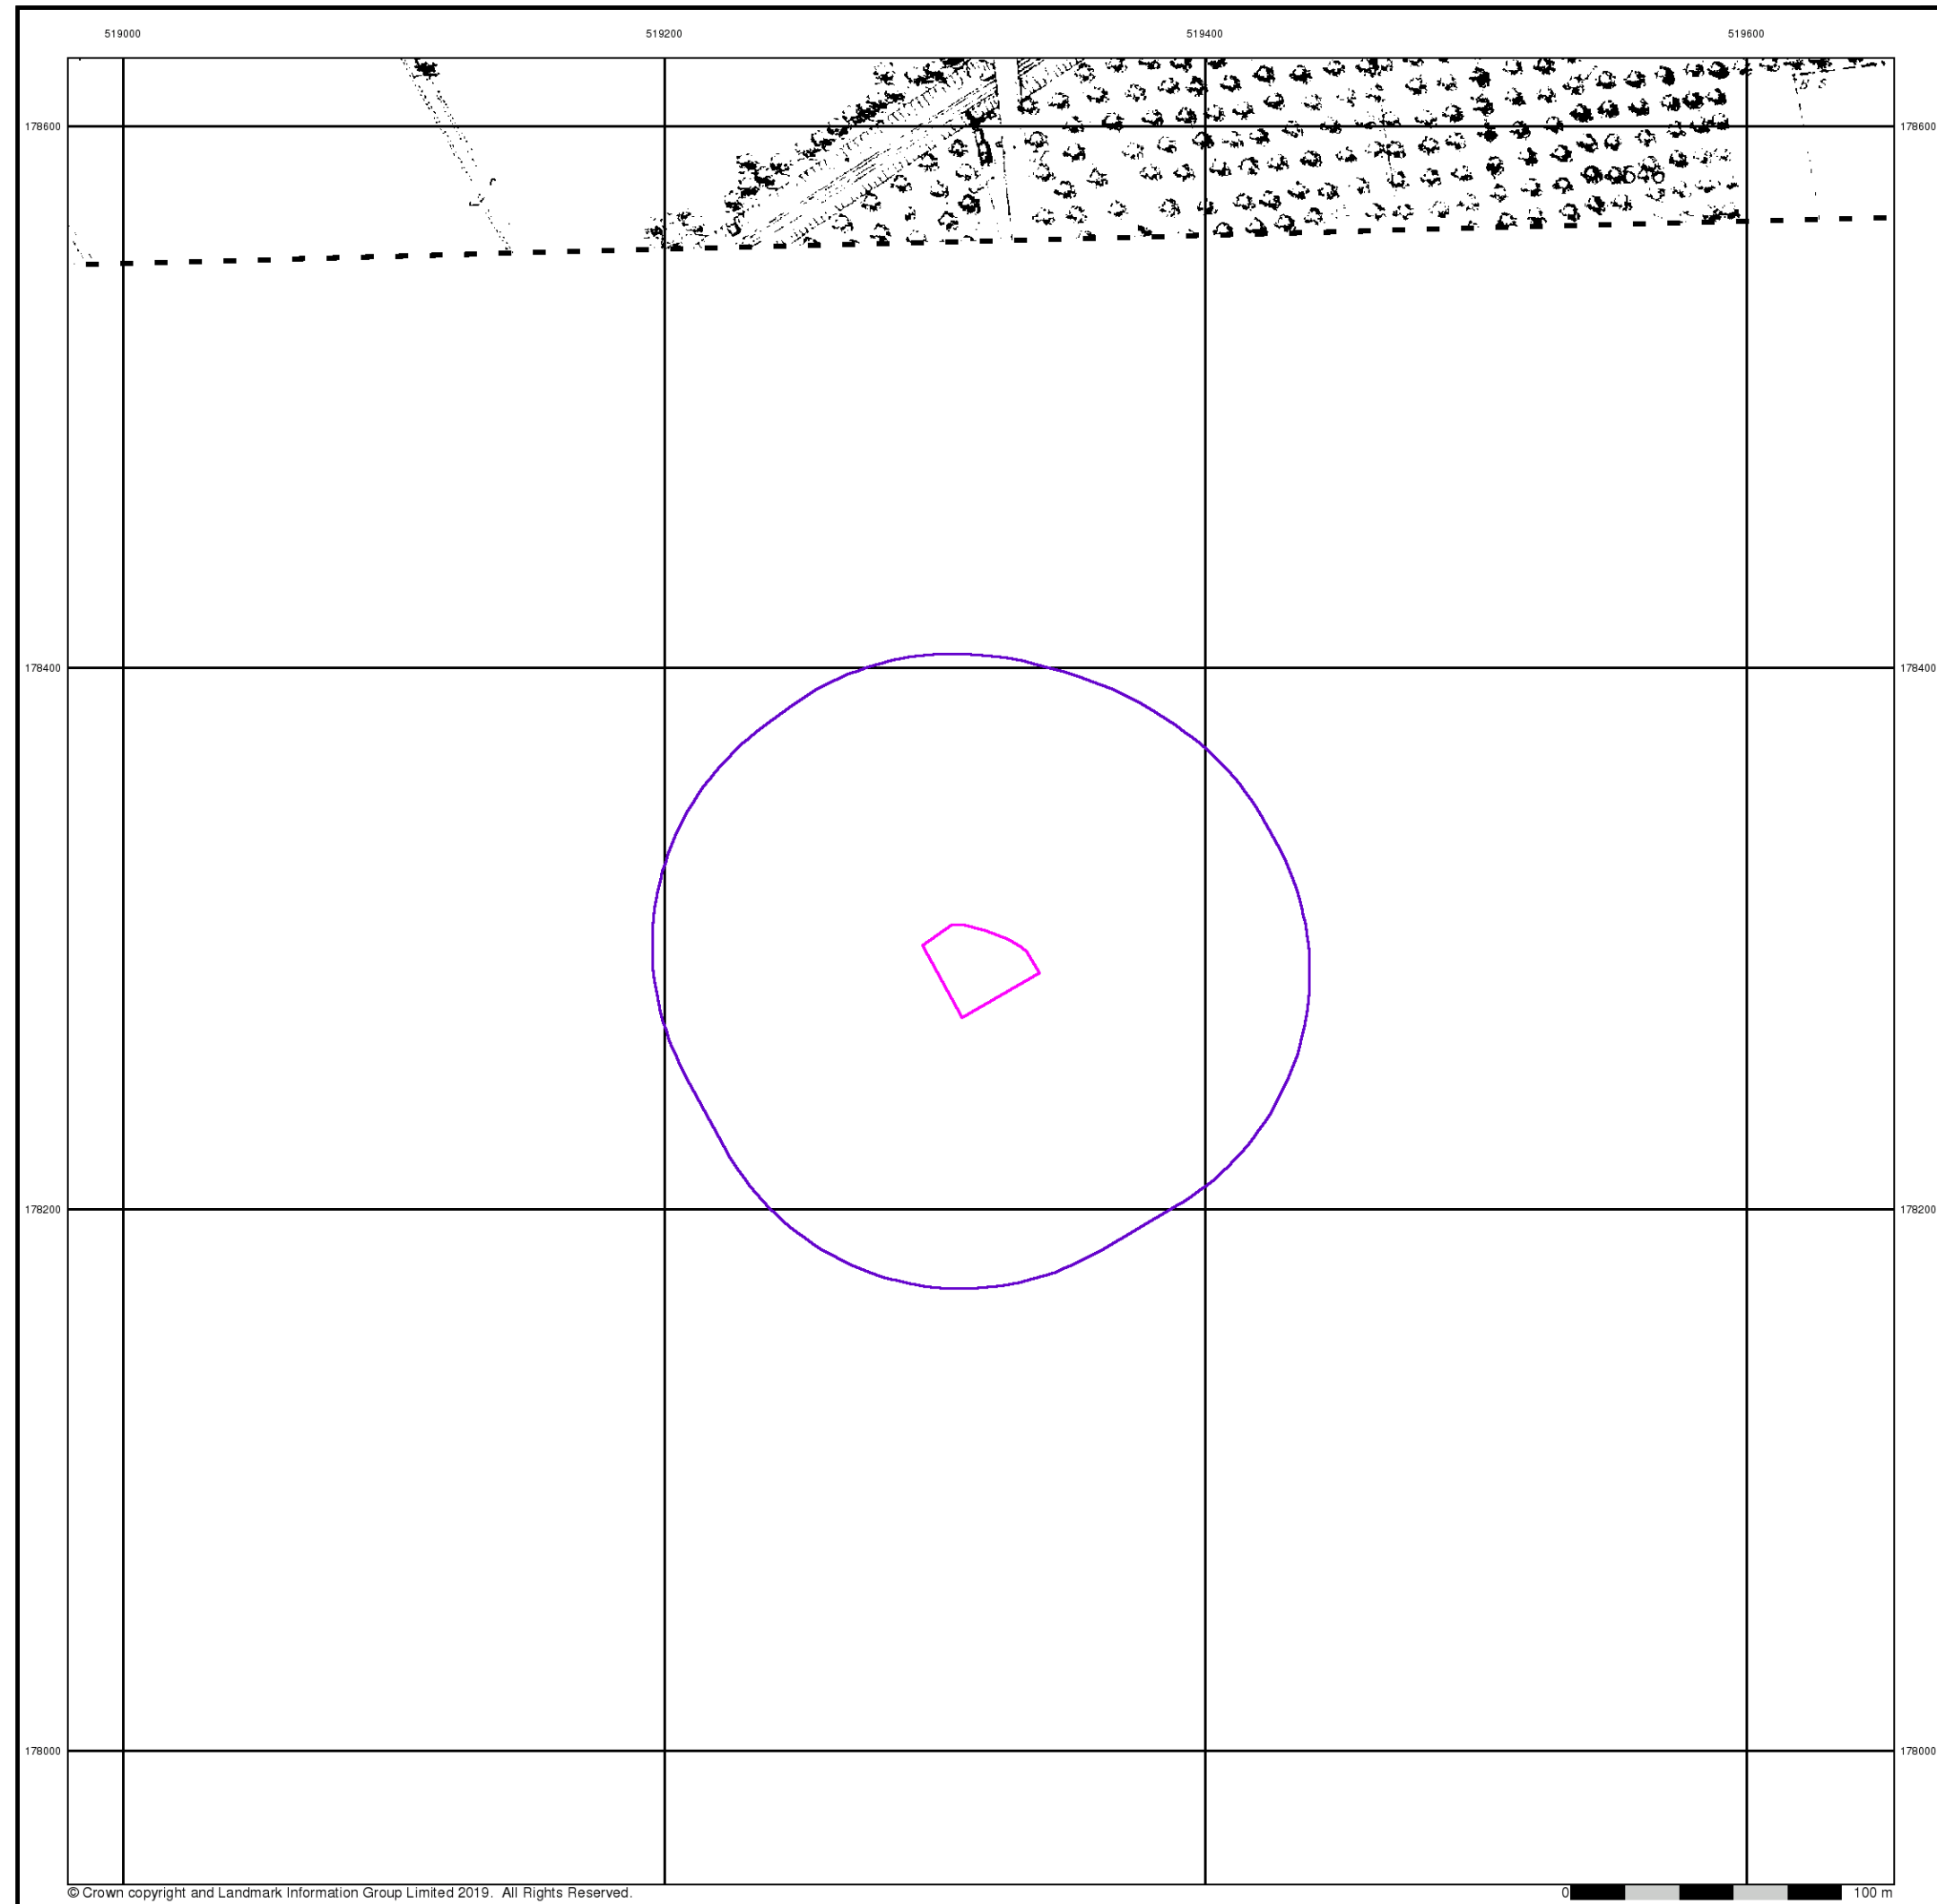 519000 519200 519400 519600
178600 178600
178400 178400
178200 178200
178000 178000
© Crown copyright and Landmark Information Group Limited 2019. All Rights Reserved. 0 100 m